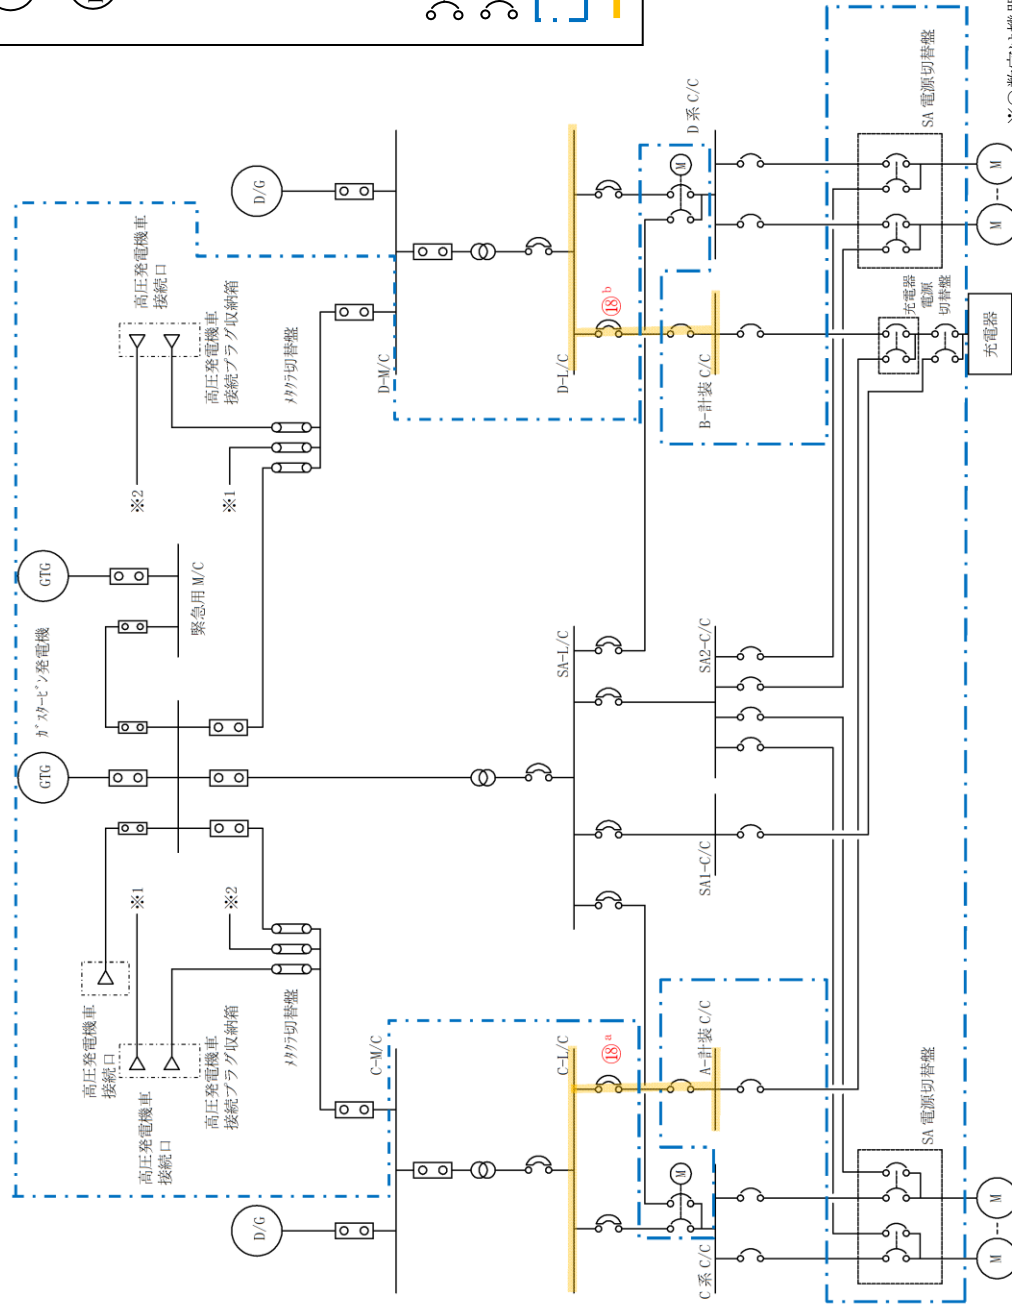 ※○数字は機器
D/G
高圧発電機車
接続口
高圧発電機車
接続プラグ収納箱
ﾒﾀｸﾗ切替盤
D-M/C
※2
※1
GTG
緊急用 M/C
ｶﾞｽﾀｰﾋﾞﾝ発電機
GTG
※1
※2
高圧発電機車
接続口
高圧発電機車
接続口
高圧発電機車
接続プラグ収納箱
ﾒﾀｸﾗ切替盤
C-M/C
D/G
D-L/C
⑱b
D 系 C/C
M
B-計装 C/C
SA-L/C
SA2-C/C
SA1-C/C
C-L/C
⑱a
A-計装 C/C
M
C 系 C/C
SA 電源切替盤
M
M
充電器
電源
切替盤
充電器
SA 電源切替盤
M
M